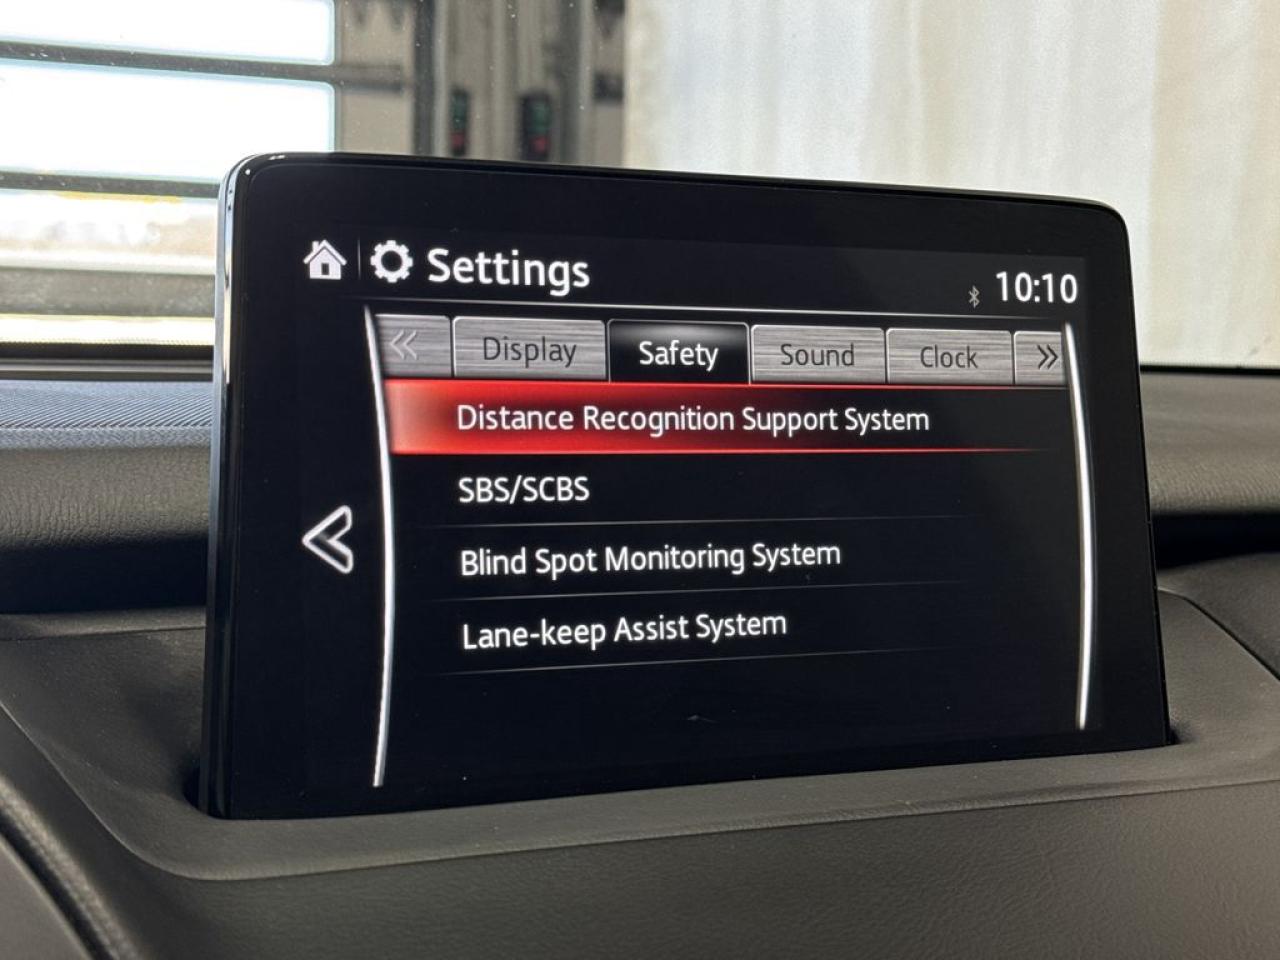 Settings
10:10
Display Safety Sound Clock
Distance Recognition Support System
SBS/SCBS
Blind Spot Monitoring System
Lane-keep Assist System